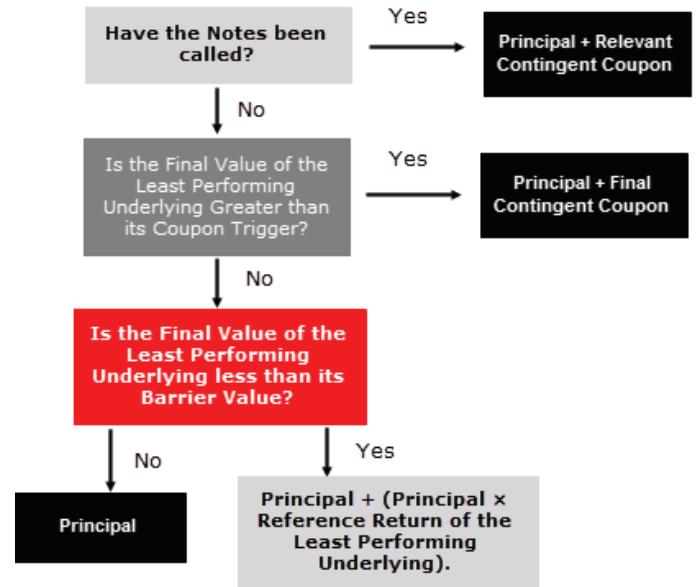 Have the Notes been
called?
Yes
Principal + Relevant
Contingent Coupon
No
Is the Final Value of the
Least Performing
Underlying Greater than
its Coupon Trigger?
Yes
Principal + Final
Contingent Coupon
No
Is the Final Value of the
Least Performing
Underlying less than its
Barrier Value?
No
Yes
Principal
Principal + (Principal ×
Reference Return of the
Least Performing
Underlying).